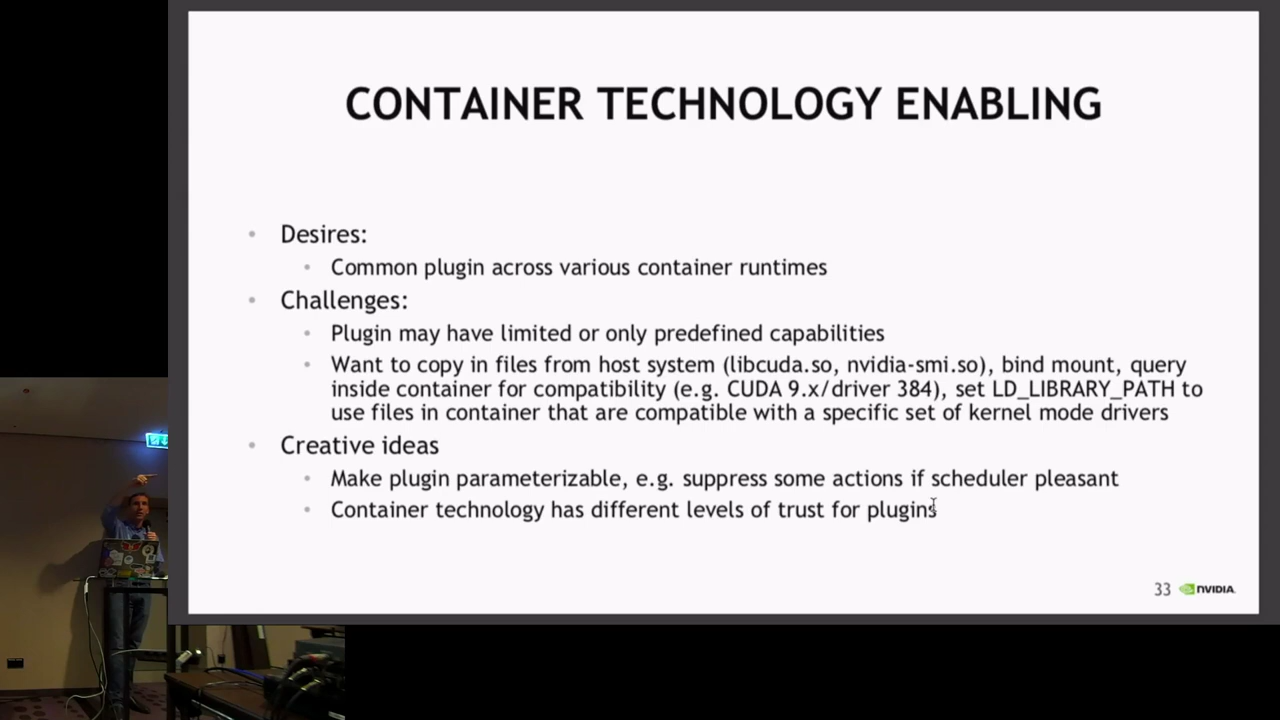 CONTAINER TECHNOLOGY ENABLING
• Desires:
• Common plugin across various container runtimes
• Challenges:
• Plugin may have limited or only predefined capabilities
• Want to copy in files from host system (libcuda.so, nvidia-smi.so), bind mount, query
inside container for compatibility (e.g. CUDA 9.x/driver 384), set LD_LIBRARY_PATH to
use files in container that are compatible with a specific set of kernel mode drivers
• Creative ideas
• Make plugin parameterizable, e.g. suppress some actions if scheduler pleasant
• Container technology has different levels of trust for plugins
33 NVIDIA.